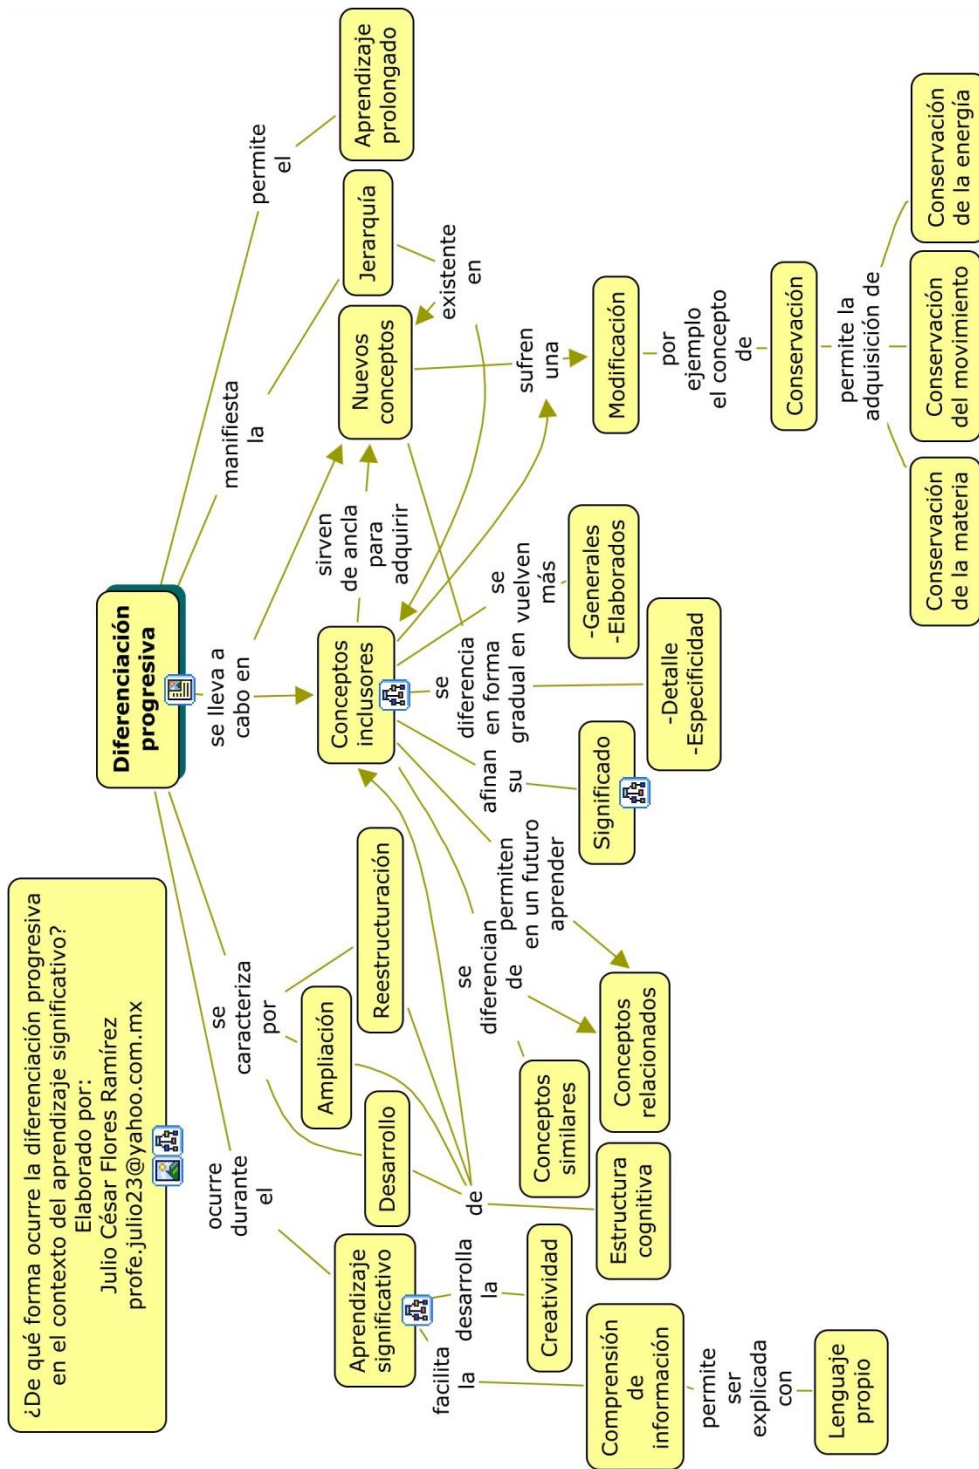 ¿De qué forma ocurre la diferenciación progresiva
en el contexto del aprendizaje significativo?
Elaborado por:
Julio César Flores Ramírez
profe.julio23@yahoo.com.mx
Diferenciación
progresiva
ocurre
durante
el
se
caracteriza
por
se lleva a
cabo en
manifiesta
la
permite
el
Aprendizaje
significativo
Desarrollo
Ampliación
Reestructuración
Conceptos
inclusores
sirven
de ancla
para
adquirir
Nuevos
conceptos
Jerarquía
Aprendizaje
prolongado
facilita
la
desarrolla
la
de
se
diferencian
de
permiten
en un futuro
aprender
afinan
su
se
diferencia
en forma
gradual en
se
vuelven
más
sufren
una
existente
en
Comprensión
de
información
Creatividad
Estructura
cognitiva
Conceptos
similares
Conceptos
relacionados
Significado
-Detalle
-Especificidad
-Generales
-Elaborados
Modificación
permite
ser
explicada
con
Lenguaje
propio
por
ejemplo
el concepto
de
Conservación
permite la
adquisición de
Conservación
de la materia
Conservación
del movimiento
Conservación
de la energía